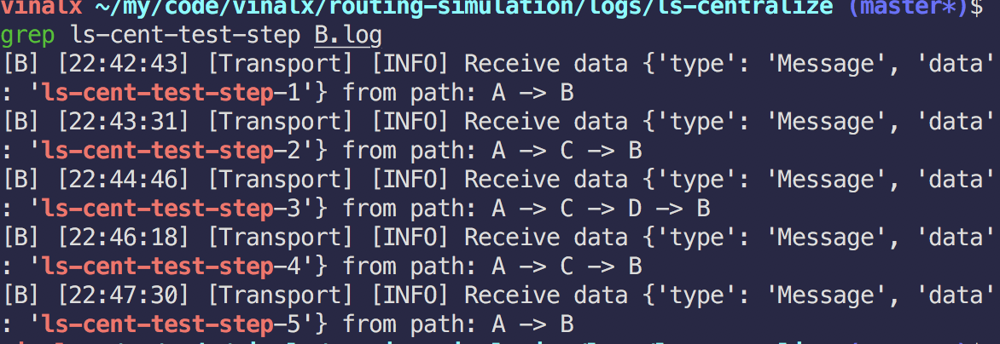 vinalx ~/my/code/vinalx/routing-simulation/logs/ls-centralize (master*)$
grep ls-cent-test-step B.log
[B] [22:42:43] [Transport] [INFO] Receive data {'type': 'Message', 'data'
: 'ls-cent-test-step-1'} from path: A -> B
[B] [22:43:31] [Transport] [INFO] Receive data {'type': 'Message', 'data'
: 'ls-cent-test-step-2'} from path: A -> C -> B
[B] [22:44:46] [Transport] [INFO] Receive data {'type': 'Message', 'data'
: 'ls-cent-test-step-3'} from path: A -> C -> D -> B
[B] [22:46:18] [Transport] [INFO] Receive data {'type': 'Message', 'data'
: 'ls-cent-test-step-4'} from path: A -> C -> B
[B] [22:47:30] [Transport] [INFO] Receive data {'type': 'Message', 'data'
: 'ls-cent-test-step-5'} from path: A -> B